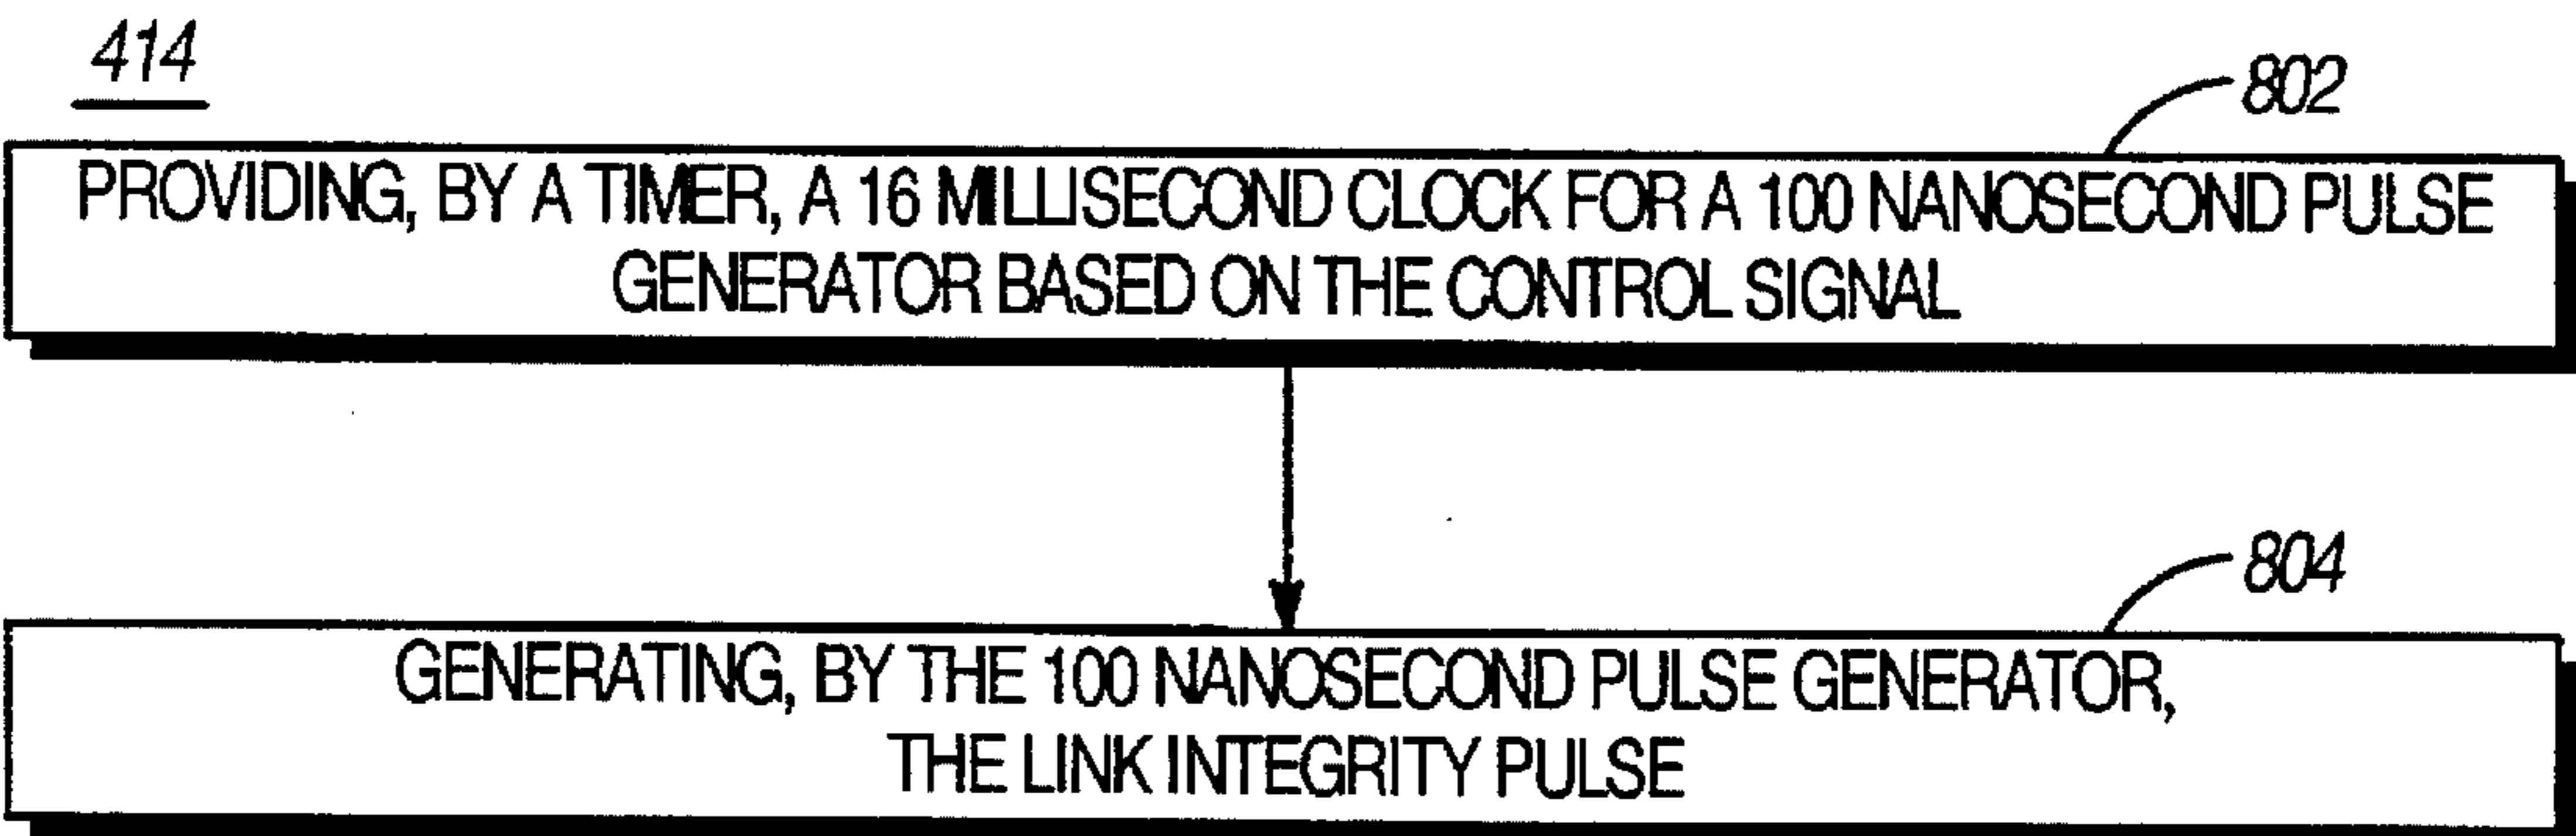 414
802
PROVIDING, BY A TIMER, A 16 MILLISECOND CLOCK FOR A 100 NANOSECOND PULSE
GENERATOR BASED ON THE CONTROL SIGNAL
804
GENERATING, BY THE 100 NANOSECOND PULSE GENERATOR,
THE LINK INTEGRITY PULSE